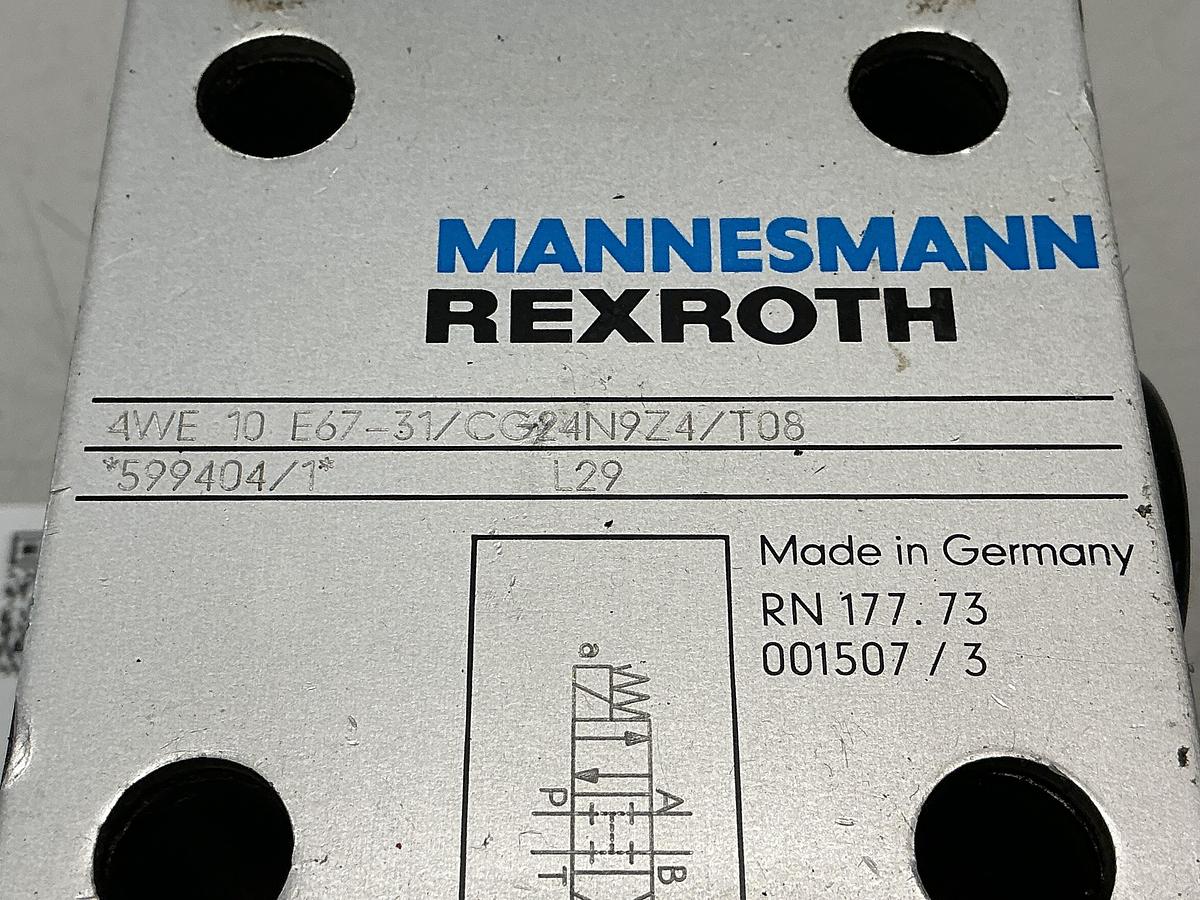 MANNESMANN
REXROTH
4WE 10 E67-31/CG24N9Z4/T08
*599404/1* L29
Made in Germany
RN 177.73
001507 / 3
a
P A
T B